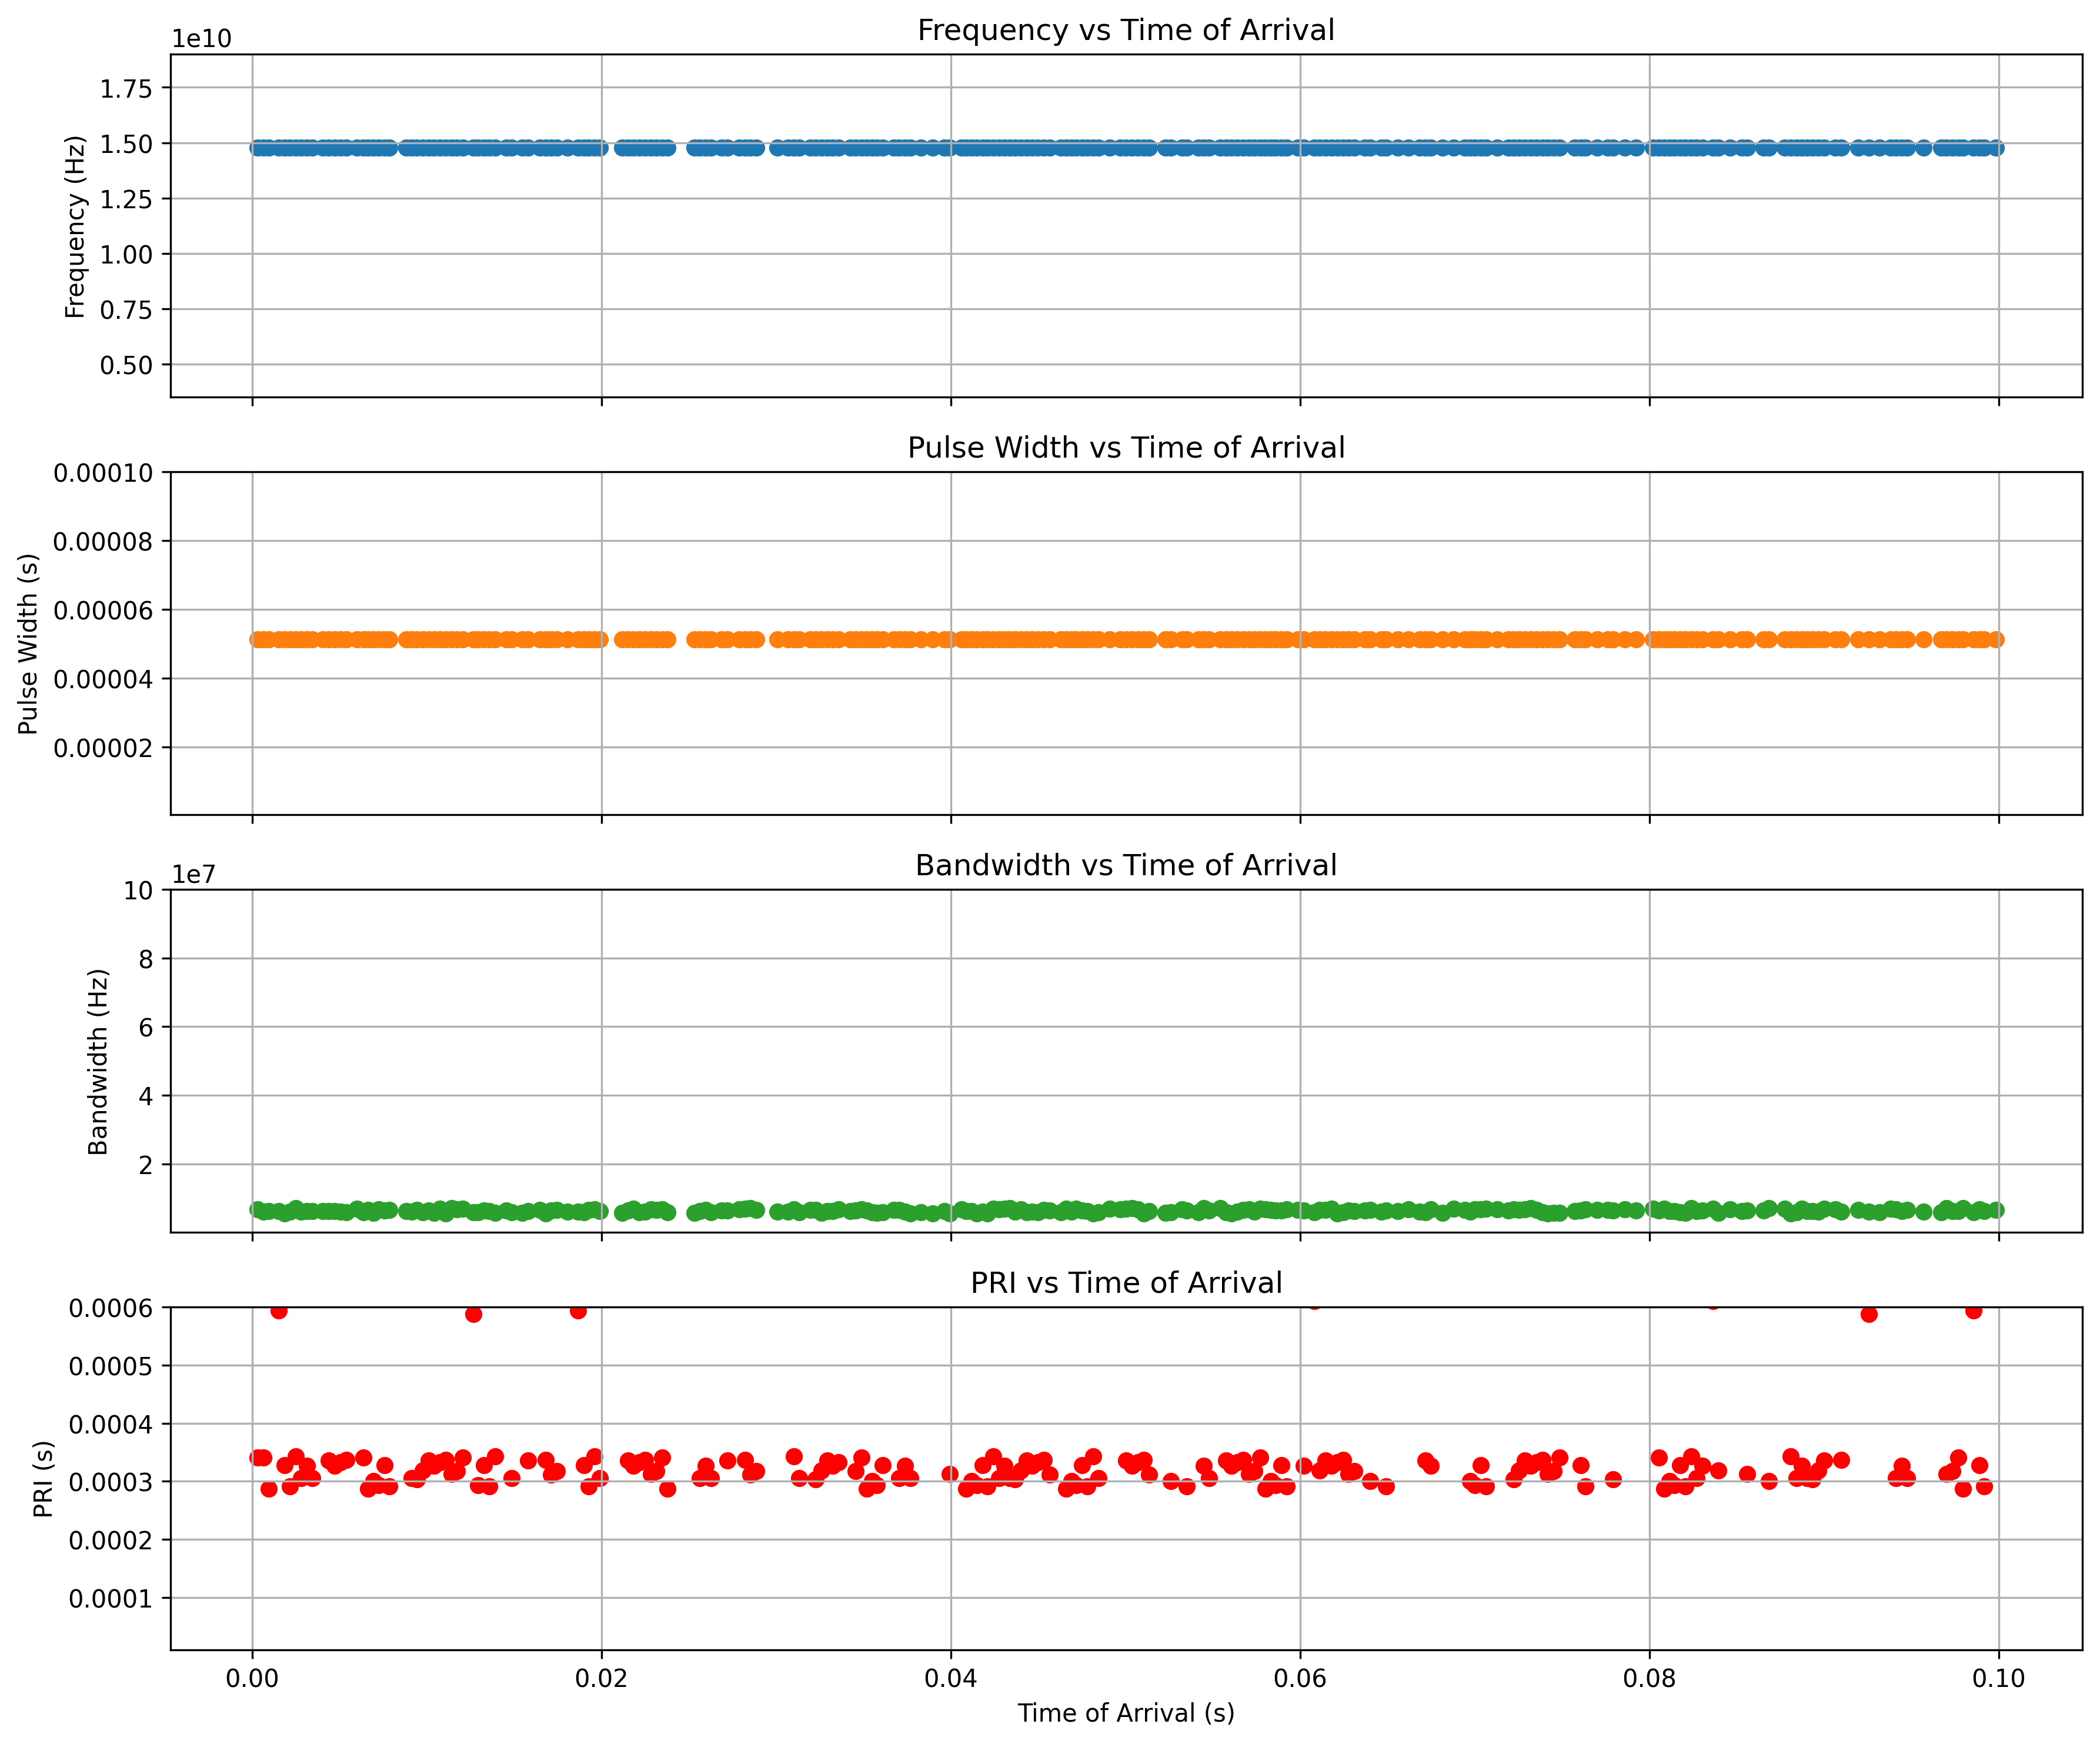 Frequency vs Time of Arrival
1e10
1.75
1.50
1.25
1.00
0.75
0.50
Frequency (Hz)
Pulse Width vs Time of Arrival
0.00010
0.00008
0.00006
0.00004
0.00002
Pulse Width (s)
Bandwidth vs Time of Arrival
1e7
10
8
6
4
2
Bandwidth (Hz)
PRI vs Time of Arrival
0.0006
0.0005
0.0004
0.0003
0.0002
0.0001
PRI (s)
0.00 0.02 0.04 0.06 0.08 0.10
Time of Arrival (s)